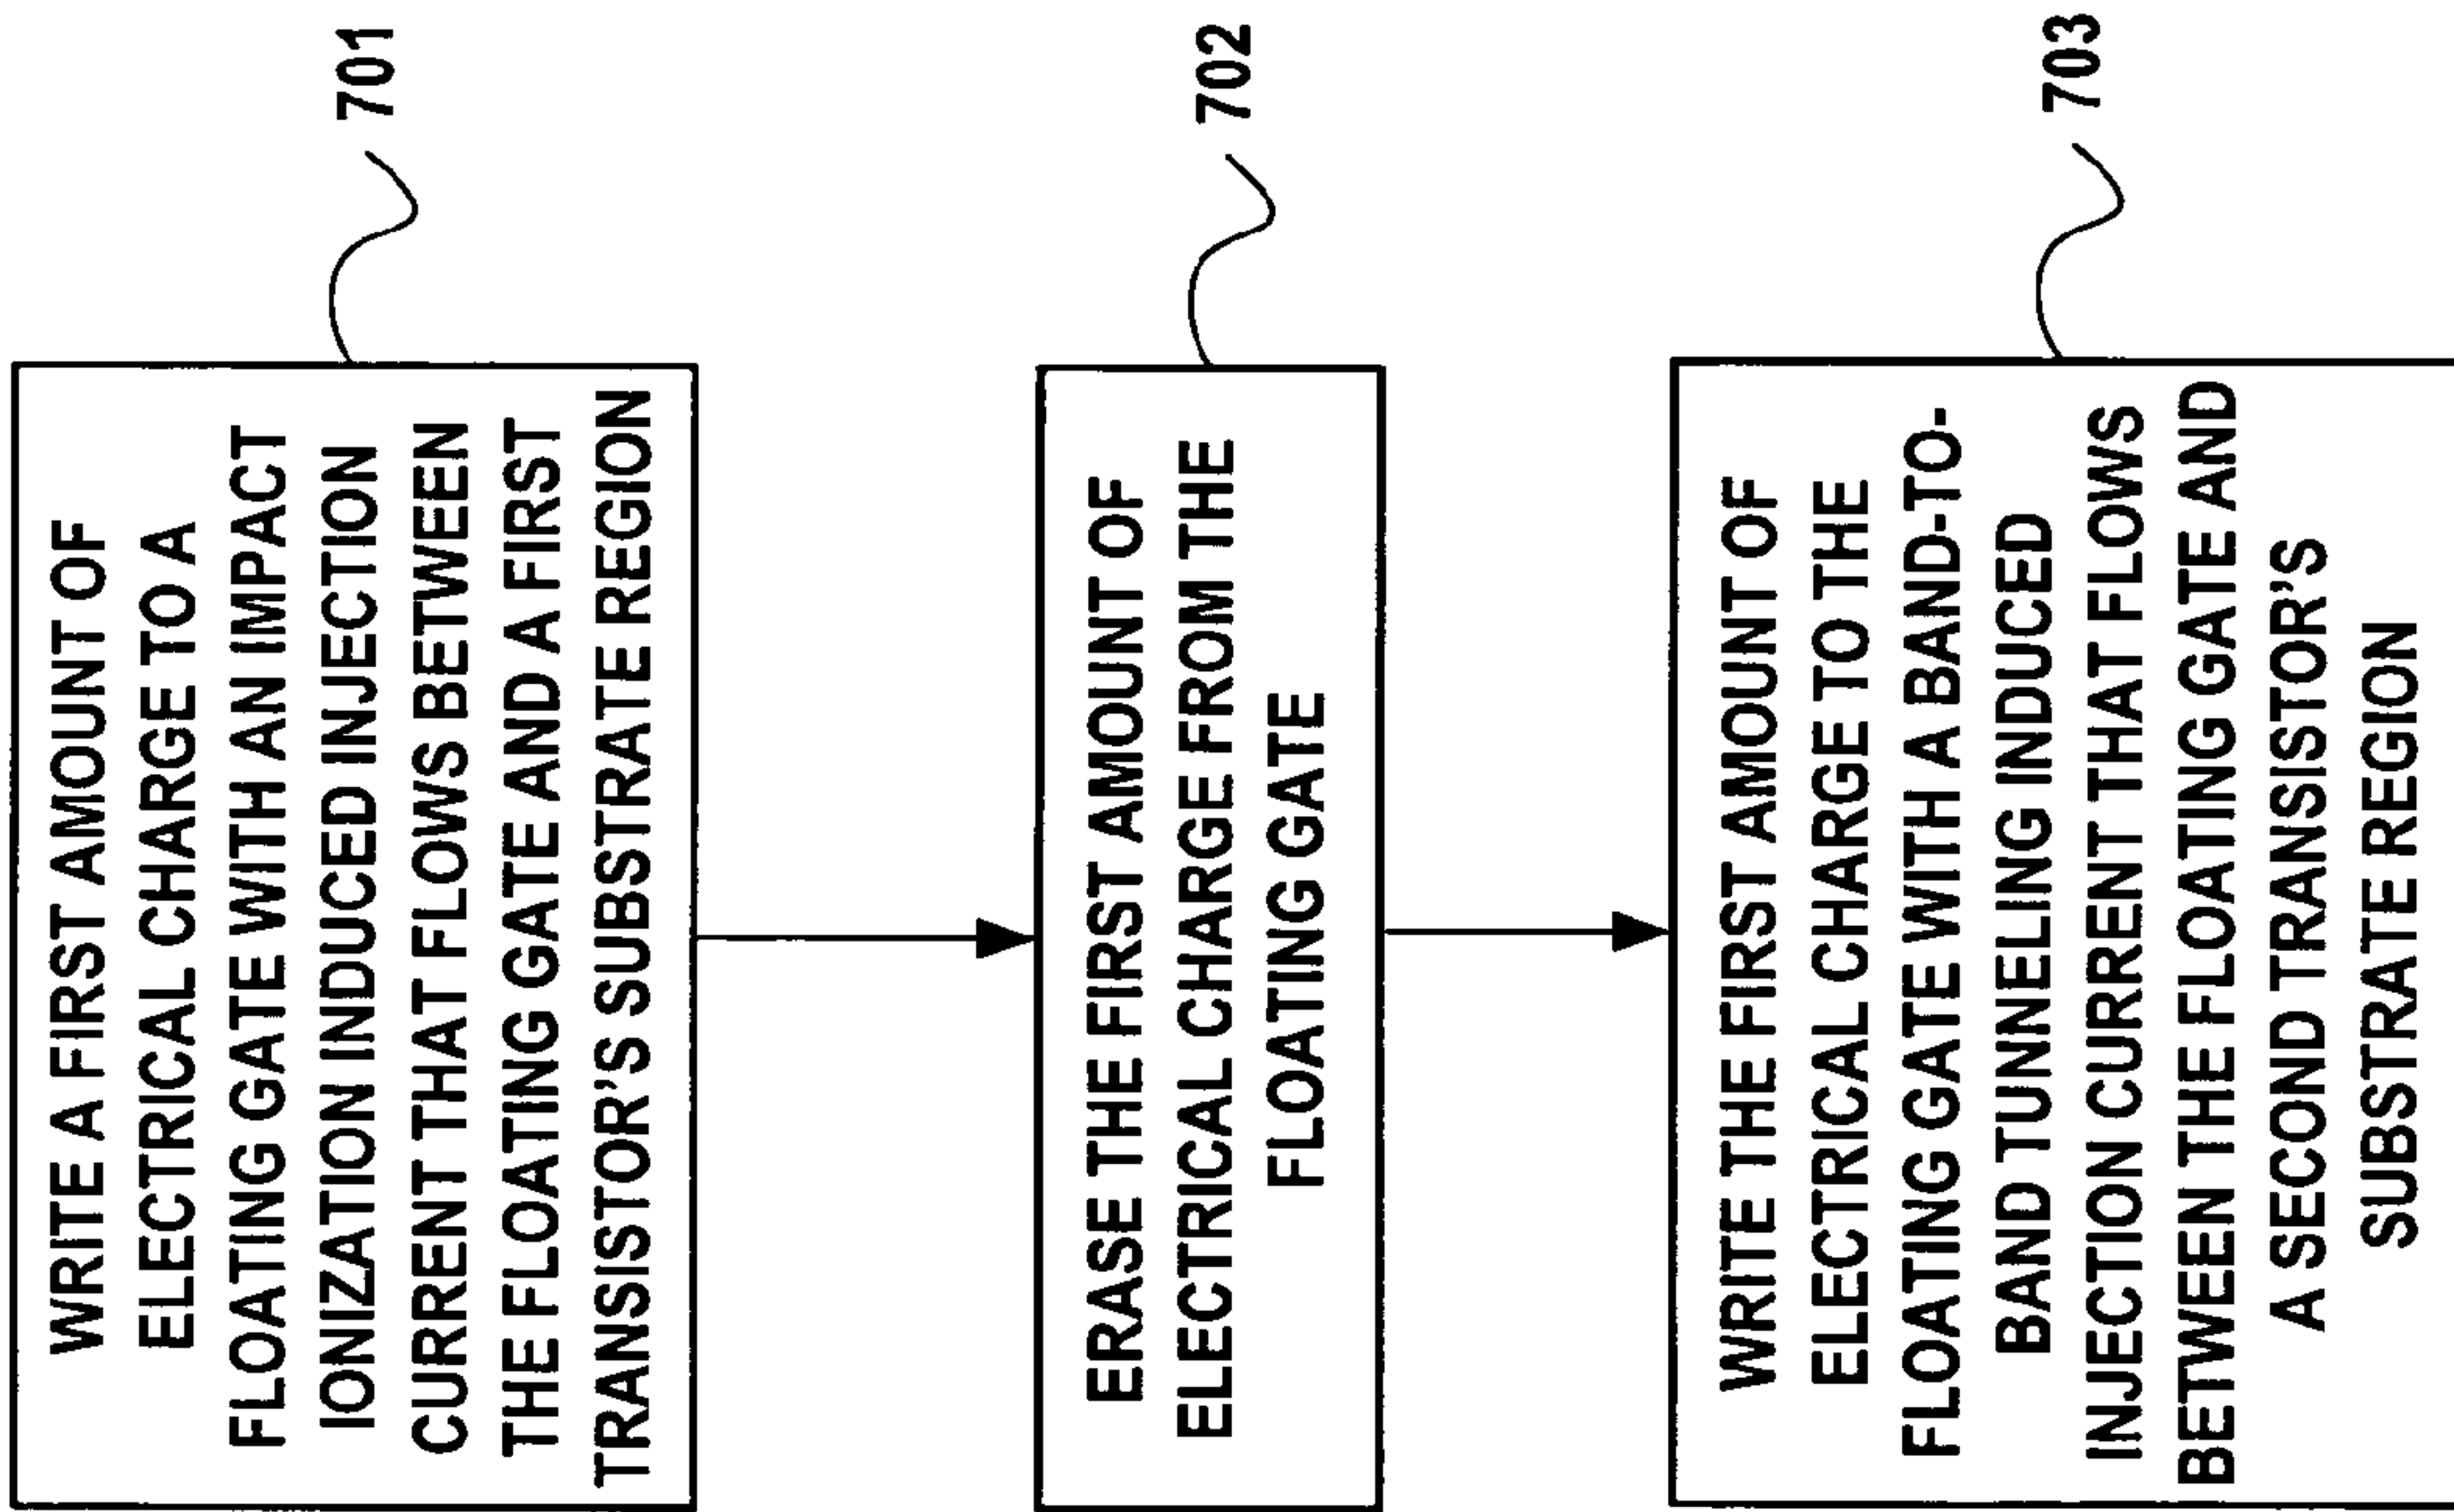 WRITE A FIRST AMOUNT OF
ELECTRICAL CHARGE TO A
FLOATING GATE WITH AN IMPACT
IONIZATION INDUCED INJECTION
CURRENT THAT FLOWS BETWEEN
THE FLOATING GATE AND A FIRST
TRANSISTOR'S SUBSTRATE REGION
701
ERASE THE FIRST AMOUNT OF
ELECTRICAL CHARGE FROM THE
FLOATING GATE
702
WRITE THE FIRST AMOUNT OF
ELECTRICAL CHARGE TO THE
FLOATING GATE WITH A BAND-TO-
BAND TUNNELING INDUCED
INJECTION CURRENT THAT FLOWS
BETWEEN THE FLOATING GATE AND
A SECOND TRANSISTOR'S
SUBSTRATE REGION
703